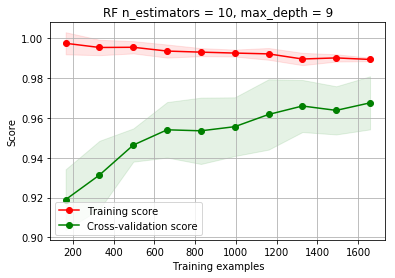 RF n_estimators = 10, max_depth = 9
1.00
0.98
0.96
0.94
0.92
0.90
Score
Training score
Cross-validation score
200 400 600 800 1000 1200 1400 1600
Training examples